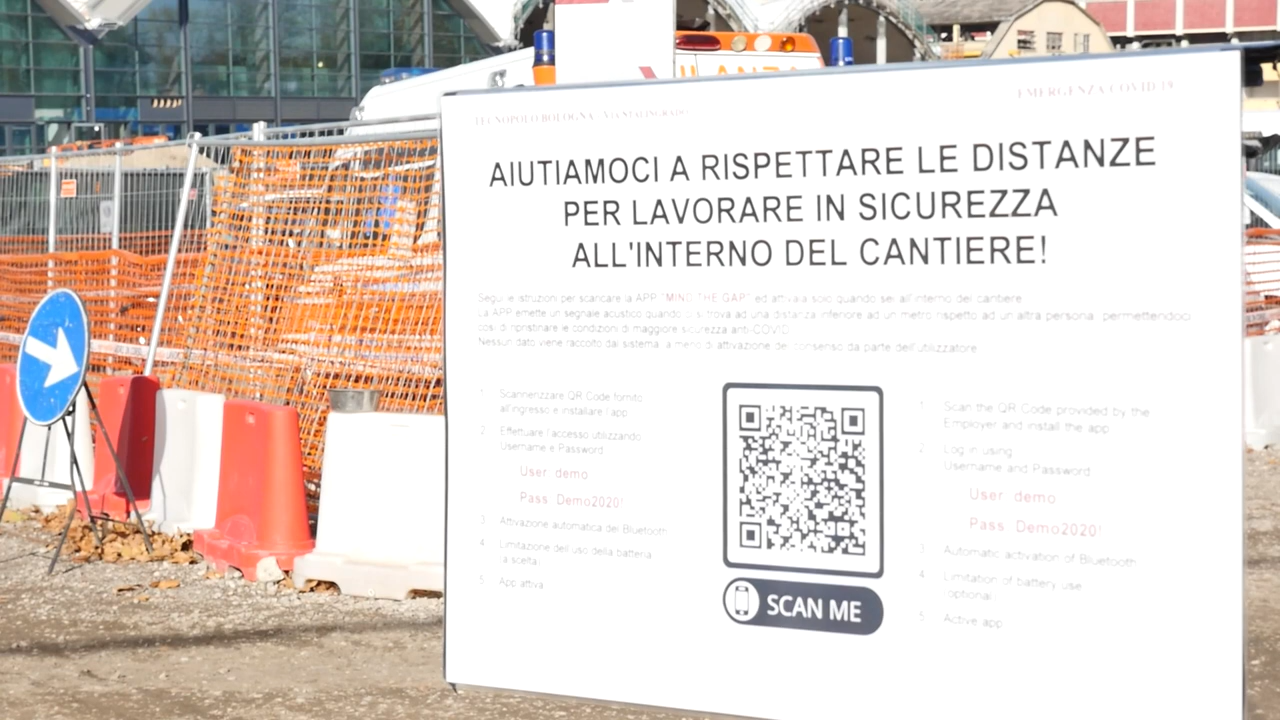 TECNOPOLO BOLOGNA - VIA STALINGRADO
EMERGENZA COVID 19
AIUTIAMOCI A RISPETTARE LE DISTANZE
PER LAVORARE IN SICUREZZA
ALL'INTERNO DEL CANTIERE!
Segui le istruzioni per scaricare la APP "MIND THE GAP" ed attivala solo quando sei all'interno del cantiere
La APP emette un segnale acustico quando ci si trova ad una distanza inferiore ad un metro rispetto ad un'altra persona, permettendoci
così di ripristinare le condizioni di maggiore sicurezza anti-COVID.
Nessun dato viene raccolto dal sistema, a meno di attivazione del consenso da parte dell'utilizzatore
1. Scannerizzare QR Code fornito
all'ingresso e installare l'app
2. Effettuare l'accesso utilizzando
Username e Password
User: demo
Pass: Demo2020!
3. Attivazione automatica del Bluetooth
4. Limitazione dell'uso della batteria
(a scelta)
5. App attiva
SCAN ME
1. Scan the QR Code provided by the
Employer and install the app
2. Log in using
Username and Password
User: demo
Pass: Demo2020!
3. Automatic activation of Bluetooth
4. Limitation of battery use
(optional)
5. Active app